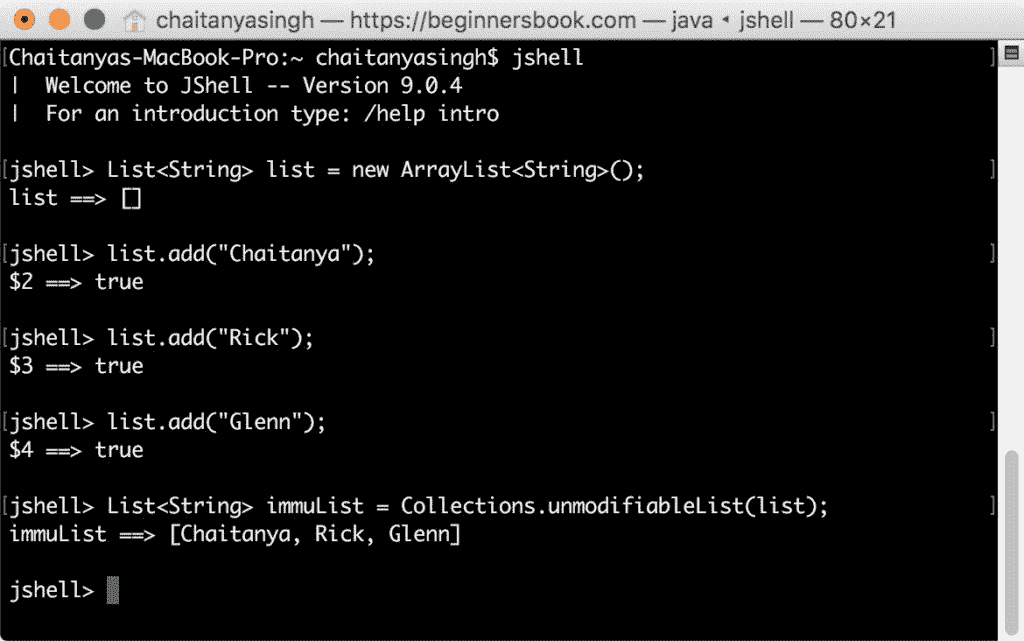 chaitanyasingh — https://beginnersbook.com — java ◂ jshell — 80×21
[Chaitanyas-MacBook-Pro:~ chaitanyasingh$ jshell ]
| Welcome to JShell -- Version 9.0.4
| For an introduction type: /help intro
[jshell> List<String> list = new ArrayList<String>(); ]
list ==> []
[jshell> list.add("Chaitanya"); ]
$2 ==> true
[jshell> list.add("Rick"); ]
$3 ==> true
[jshell> list.add("Glenn"); ]
$4 ==> true
[jshell> List<String> immuList = Collections.unmodifiableList(list); ]
immuList ==> [Chaitanya, Rick, Glenn]
jshell>